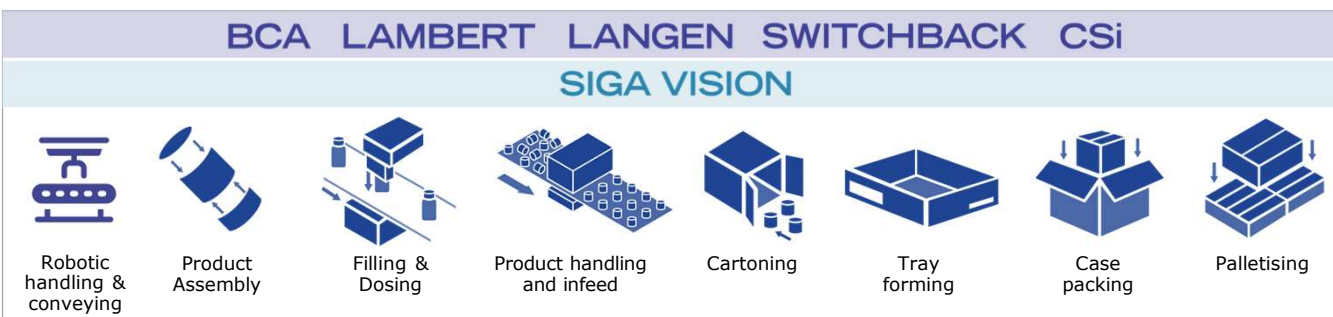 BCA LAMBERT LANGEN SWITCHBACK CSi
SIGA VISION
Robotic
handling &
conveying
Product
Assembly
Filling &
Dosing
Product handling
and infeed
Cartoning
Tray
forming
Case
packing
Palletising